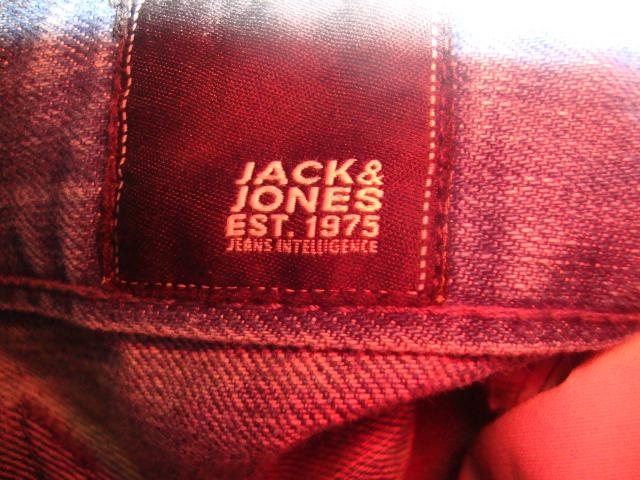 JACK&
JONES
EST. 1975
JEANS INTELLIGENCE